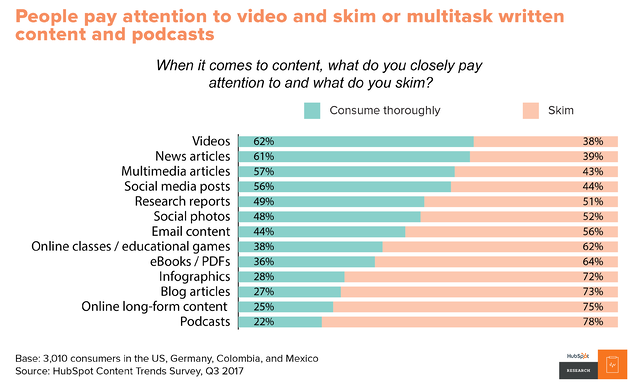 People pay attention to video and skim or multitask written
content and podcasts
When it comes to content, what do you closely pay
attention to and what do you skim?
Consume thoroughly Skim
Videos 62% 38%
News articles 61% 39%
Multimedia articles 57% 43%
Social media posts 56% 44%
Research reports 49% 51%
Social photos 48% 52%
Email content 44% 56%
Online classes / educational games 38% 62%
eBooks / PDFs 36% 64%
Infographics 28% 72%
Blog articles 27% 73%
Online long-form content 25% 75%
Podcasts 22% 78%
Base: 3,010 consumers in the US, Germany, Colombia, and Mexico
Source: HubSpot Content Trends Survey, Q3 2017
HubSpot
RESEARCH